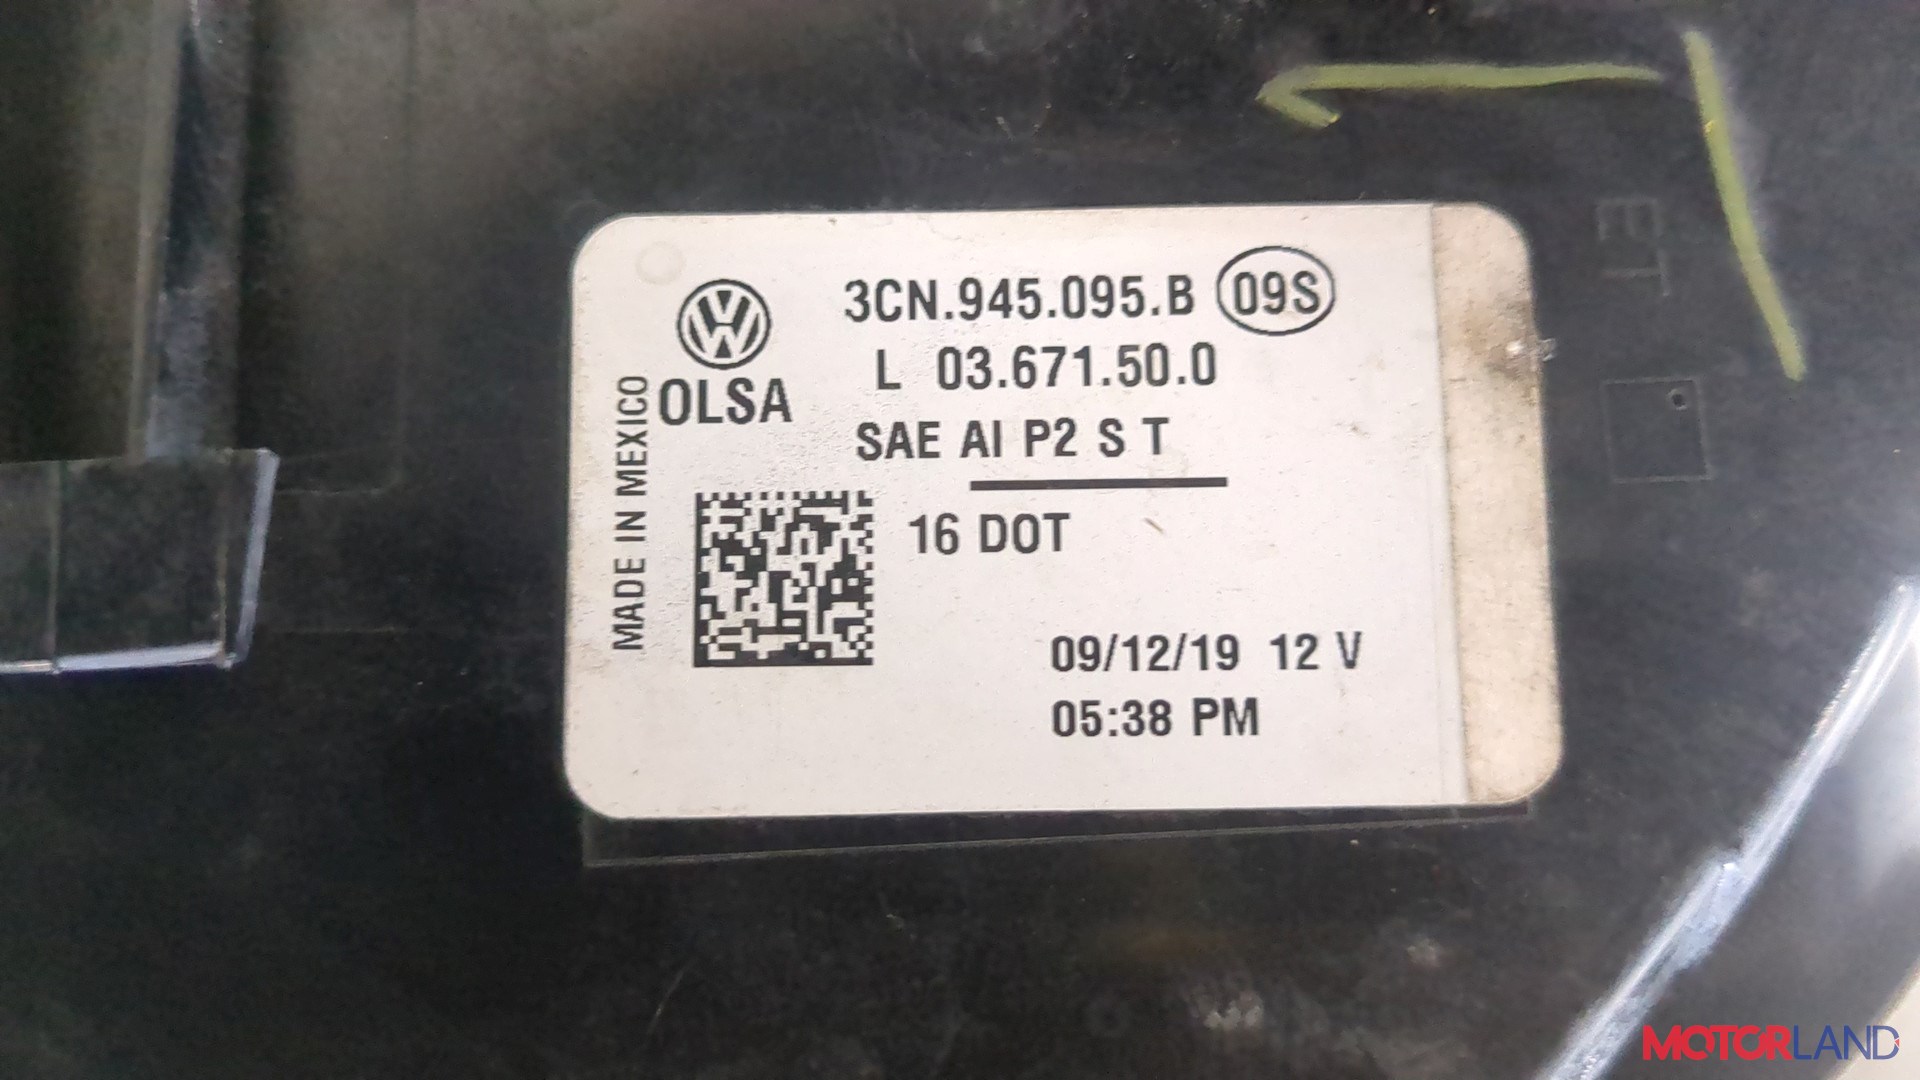 3CN.945.095.B 09S
L 03.671.50.0
OLSA
SAE AI P2 S T
MADE IN MEXICO
16 DOT
09/12/19 12 V
05:38 PM
ET
MOTORLAND